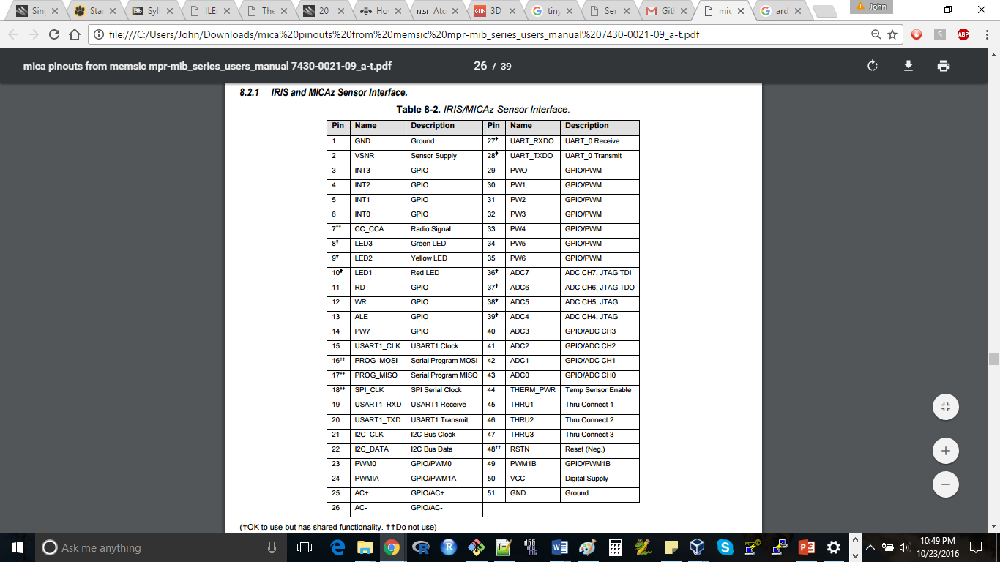 Sing
Sta
Bb Syll
ILE:
The
20
Ho
NIST Atc
GMN 3D
tiny
Ser
Gitl
mic
ard
John
file:///C:/Users/John/Downloads/mica%20pinouts%20from%20memsic%20mpr-mib_series_users_manual%207430-0021-09_a-t.pdf
S
ABP
mica pinouts from memsic mpr-mib_series_users_manual 7430-0021-09_a-t.pdf 26 / 39
8.2.1 IRIS and MICAz Sensor Interface.
Table 8-2. IRIS/MICAz Sensor Interface.
Pin Name Description Pin Name Description
1 GND Ground 27† UART_RXDO UART_0 Receive
2 VSNR Sensor Supply 28† UART_TXDO UART_0 Transmit
3 INT3 GPIO 29 PWO GPIO/PWM
4 INT2 GPIO 30 PW1 GPIO/PWM
5 INT1 GPIO 31 PW2 GPIO/PWM
6 INT0 GPIO 32 PW3 GPIO/PWM
7†† CC_CCA Radio Signal 33 PW4 GPIO/PWM
8† LED3 Green LED 34 PW5 GPIO/PWM
9† LED2 Yellow LED 35 PW6 GPIO/PWM
10† LED1 Red LED 36† ADC7 ADC CH7, JTAG TDI
11 RD GPIO 37† ADC6 ADC CH6, JTAG TDO
12 WR GPIO 38† ADC5 ADC CH5, JTAG
13 ALE GPIO 39† ADC4 ADC CH4, JTAG
14 PW7 GPIO 40 ADC3 GPIO/ADC CH3
15 USART1_CLK USART1 Clock 41 ADC2 GPIO/ADC CH2
16†† PROG_MOSI Serial Program MOSI 42 ADC1 GPIO/ADC CH1
17†† PROG_MISO Serial Program MISO 43 ADC0 GPIO/ADC CH0
18†† SPI_CLK SPI Serial Clock 44 THERM_PWR Temp Sensor Enable
19 USART1_RXD USART1 Receive 45 THRU1 Thru Connect 1
20 USART1_TXD USART1 Transmit 46 THRU2 Thru Connect 2
21 I2C_CLK I2C Bus Clock 47 THRU3 Thru Connect 3
22 I2C_DATA I2C Bus Data 48†† RSTN Reset (Neg.)
23 PWM0 GPIO/PWM0 49 PWM1B GPIO/PWM1B
24 PWMIA GPIO/PWM1A 50 VCC Digital Supply
25 AC+ GPIO/AC+ 51 GND Ground
26 AC- GPIO/AC-
(†OK to use but has shared functionality. ††Do not use)
Ask me anything
10:49 PM
10/23/2016